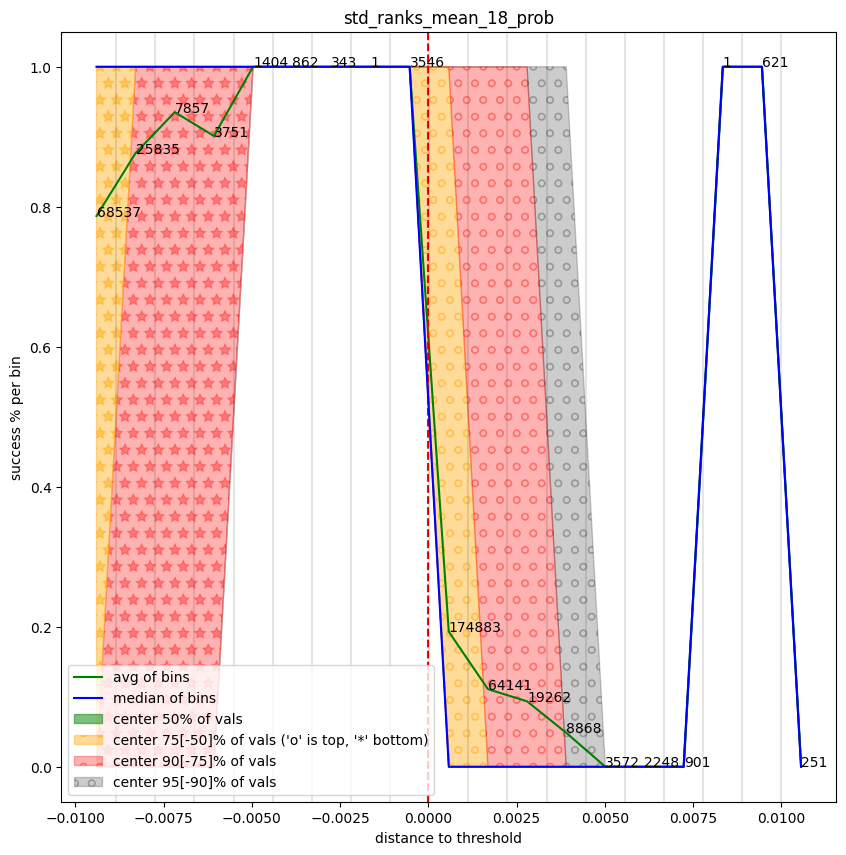 std_ranks_mean_18_prob
success % per bin
1.0
0.8
0.6
0.4
0.2
0.0
1404 862 343 1 3546 1 621
7857
3751
25835
68537
174883
64141
19262
8868
3572 2248 901 251
avg of bins
median of bins
center 50% of vals
center 75[-50]% of vals ('o' is top, '*' bottom)
center 90[-75]% of vals
center 95[-90]% of vals
−0.0100 −0.0075 −0.0050 −0.0025 0.0000 0.0025 0.0050 0.0075 0.0100
distance to threshold